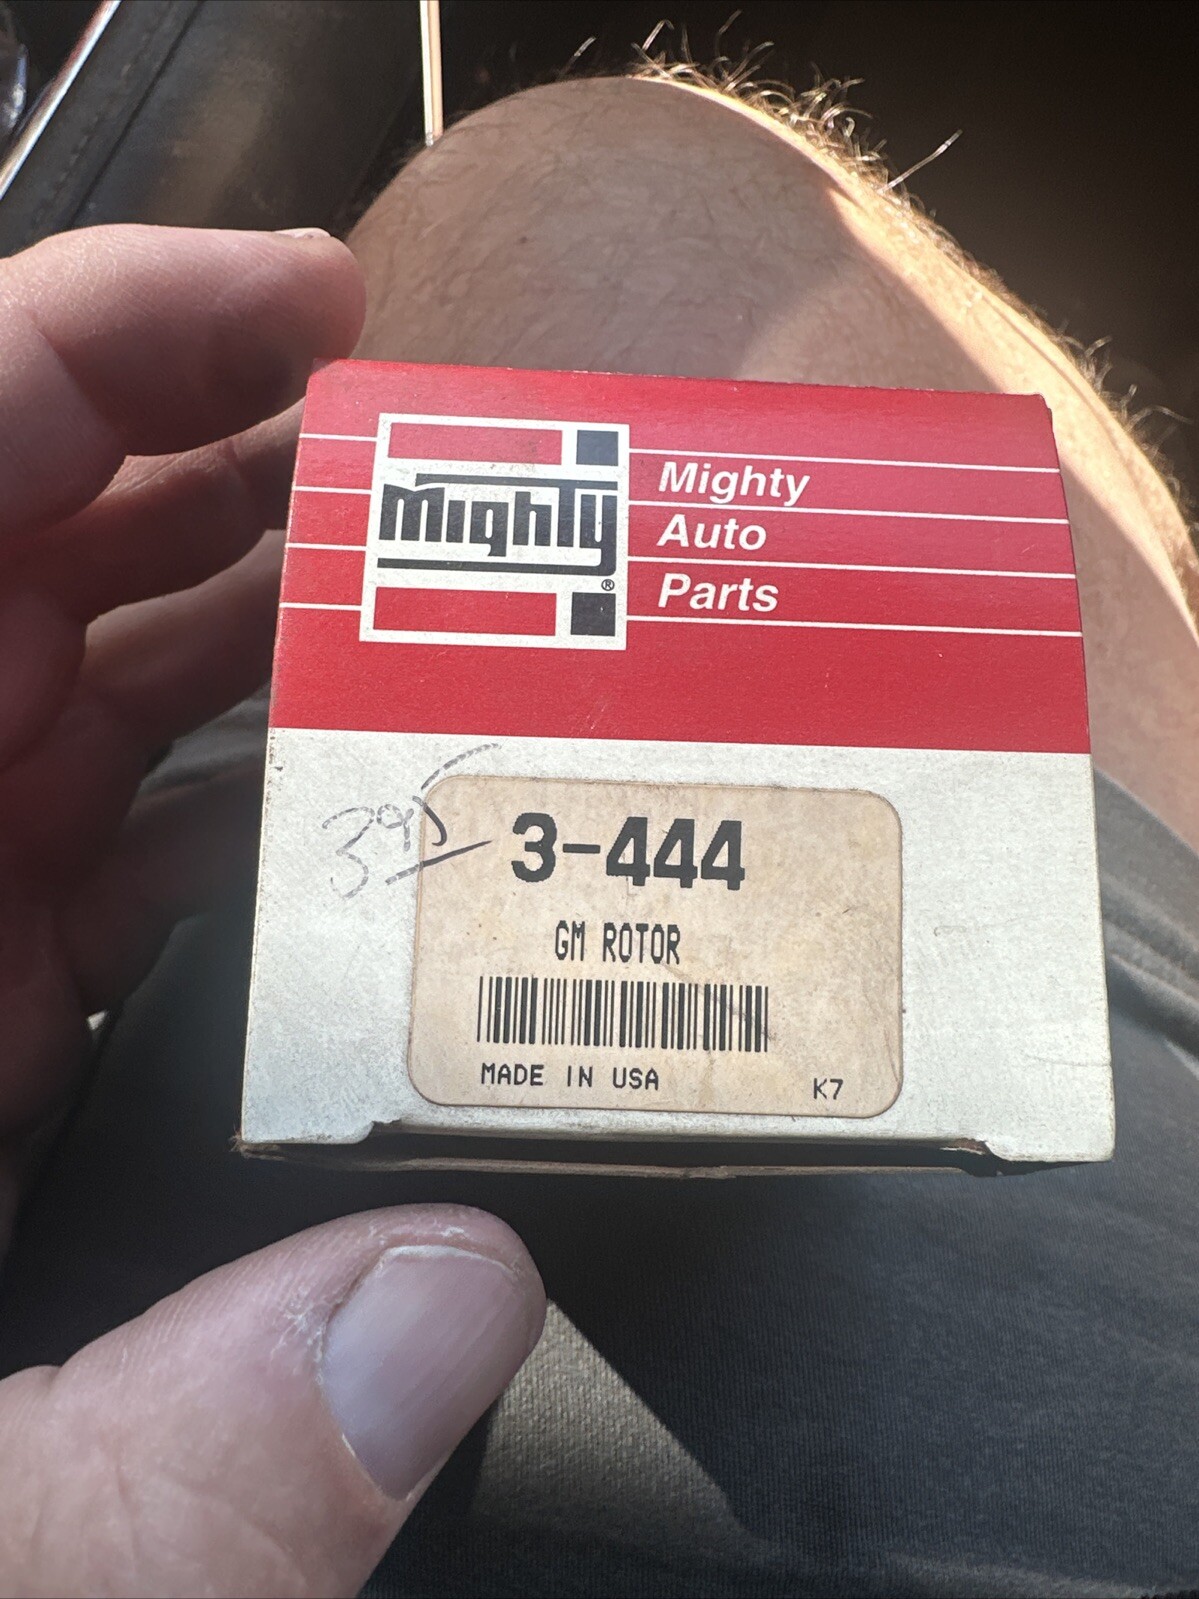 Mighty
®
Mighty
Auto
Parts
395
3-444
GM ROTOR
MADE IN USA
K7